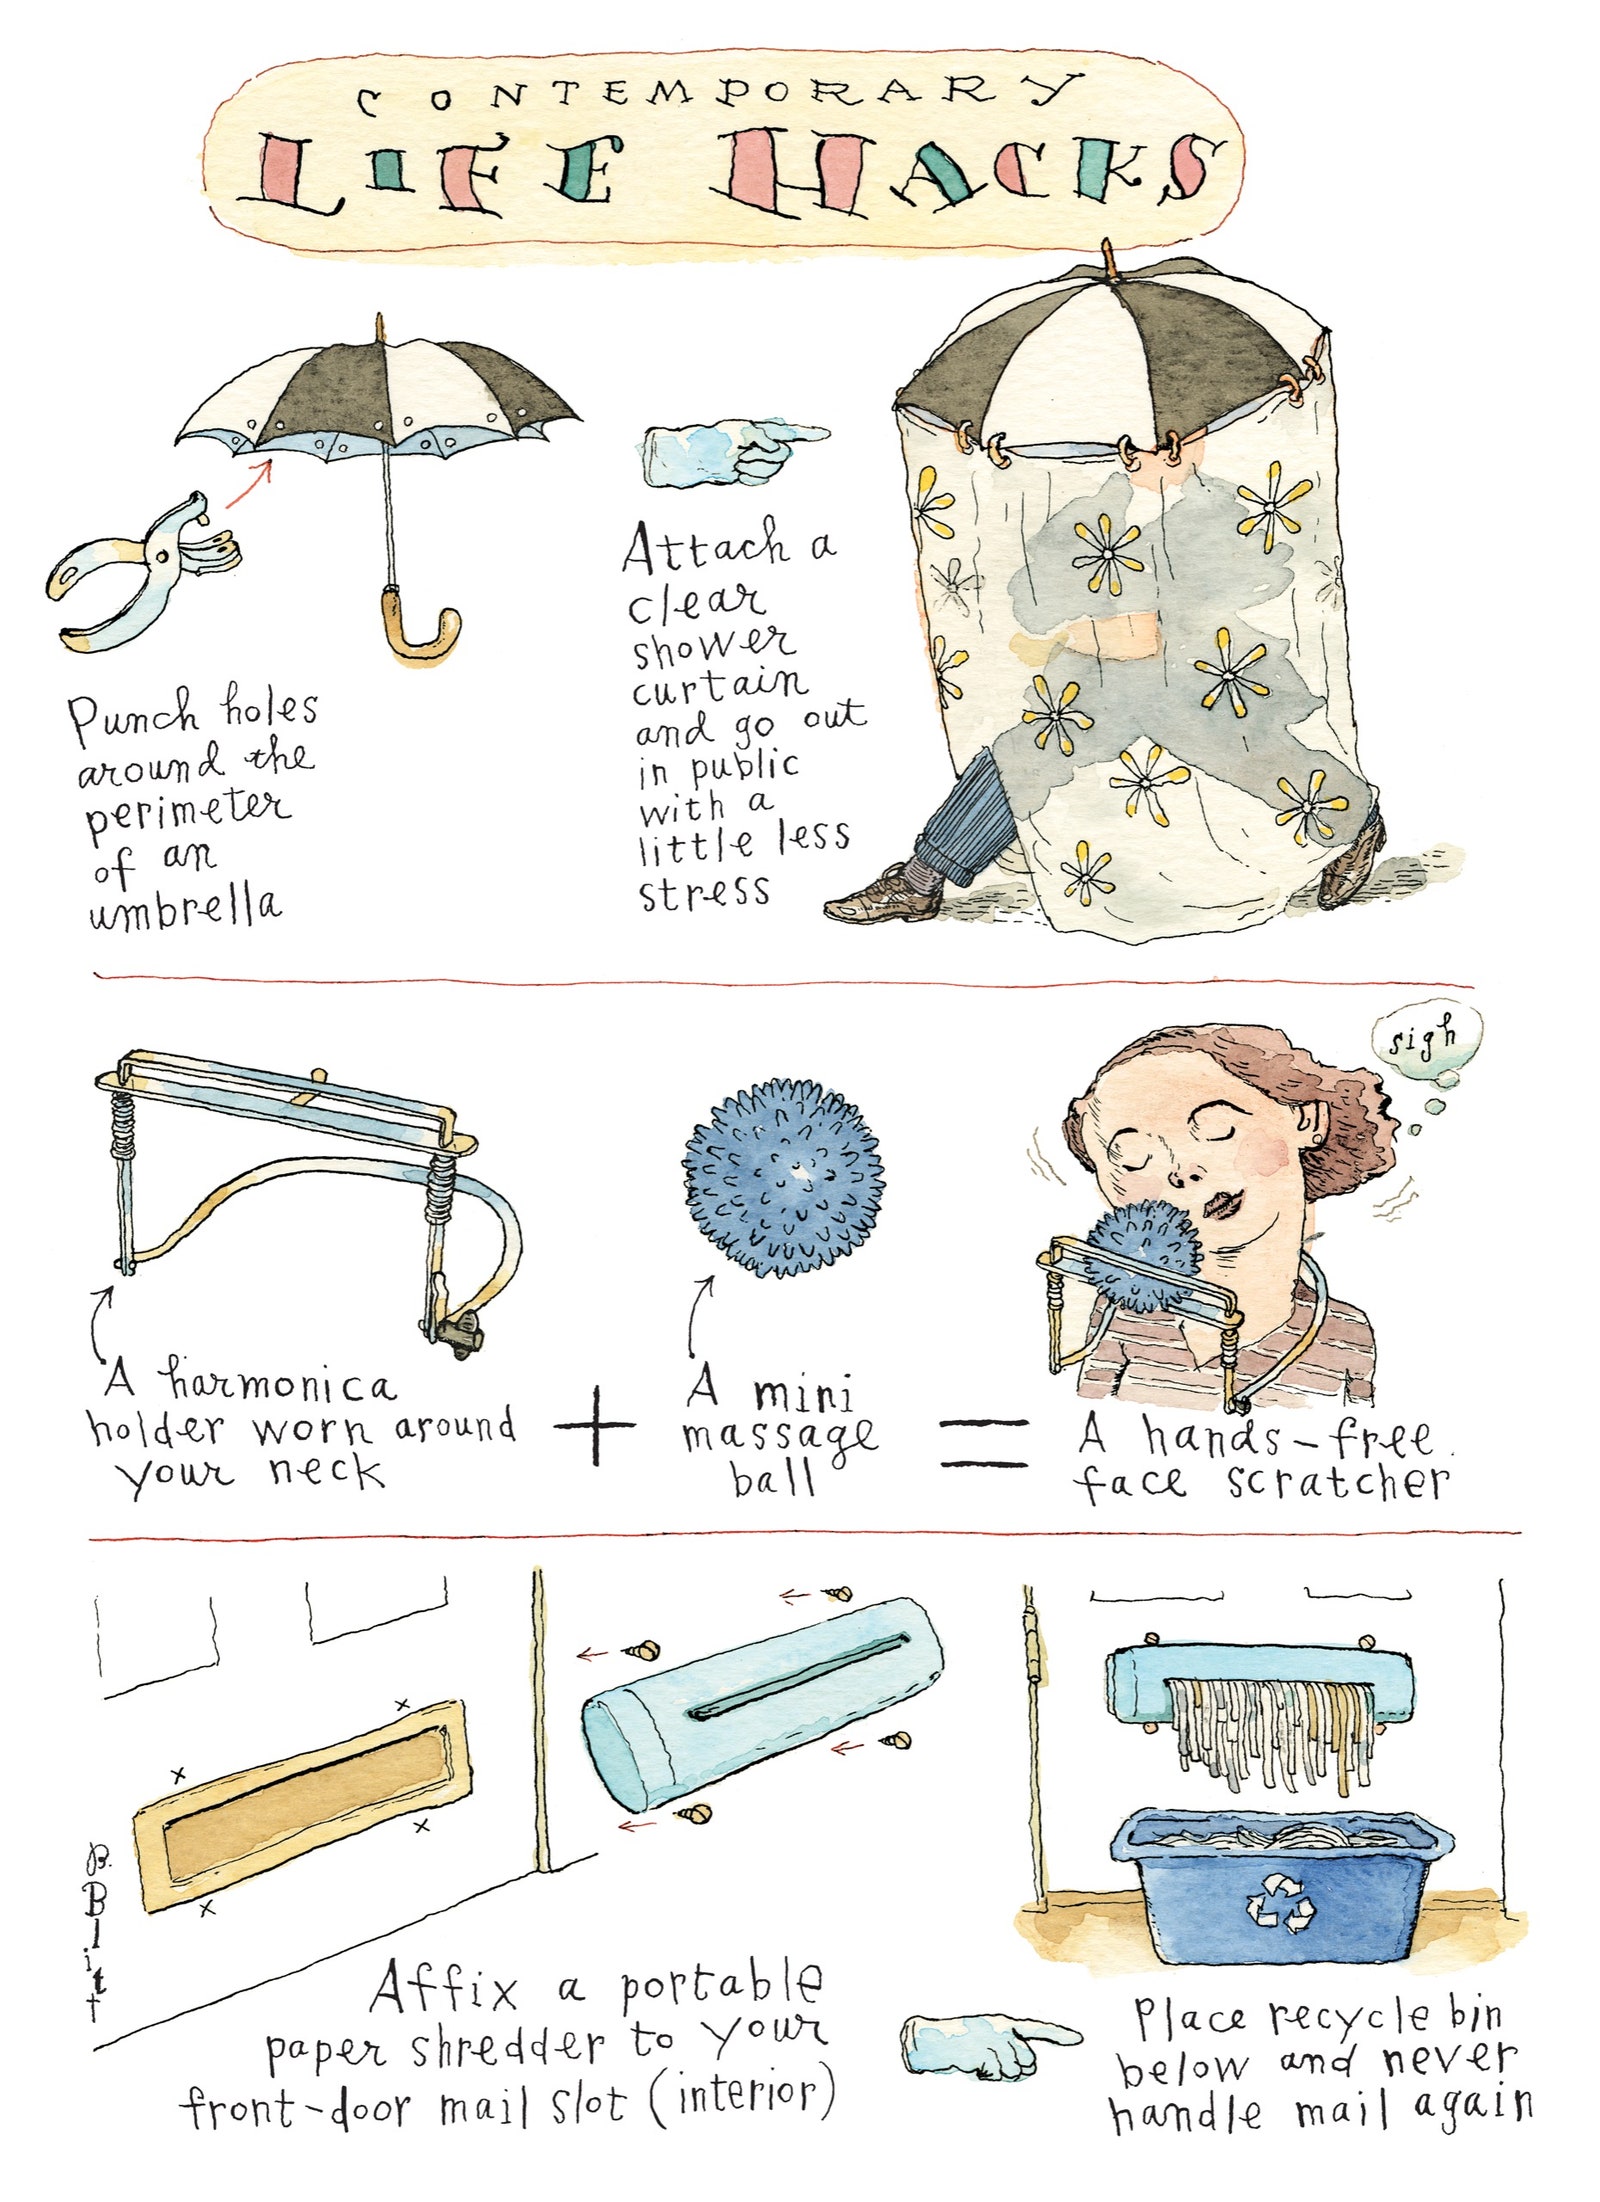 CONTEMPORARY
LIFE HACKS
Punch holes
around the
perimeter
of an
umbrella
Attach a
clear
shower
curtain
and go out
in public
with a
little less
stress
sigh
A harmonica
holder worn around
your neck
+
A mini
massage
ball
=
A hands-free
face scratcher
B. Blitt
Affix a portable
paper shredder to your
front-door mail slot (interior)
Place recycle bin
below and never
handle mail again